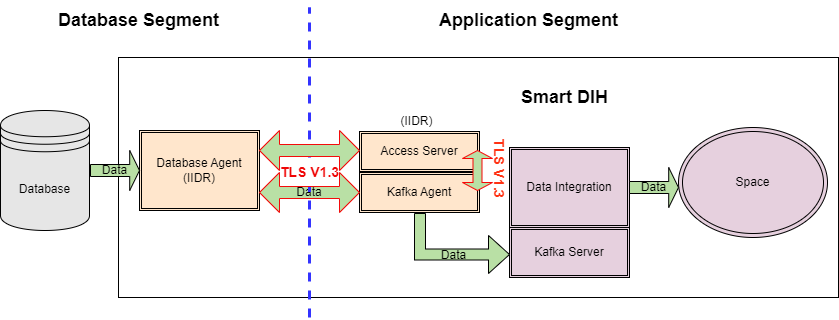 Database Segment
Application Segment
Smart DIH
(IIDR)
Database Agent
(IIDR)
Access Server
TLS V1.3
TLS V1.3
Data
Database
Data
Kafka Agent
Data Integration
Data
Space
Data
Kafka Server